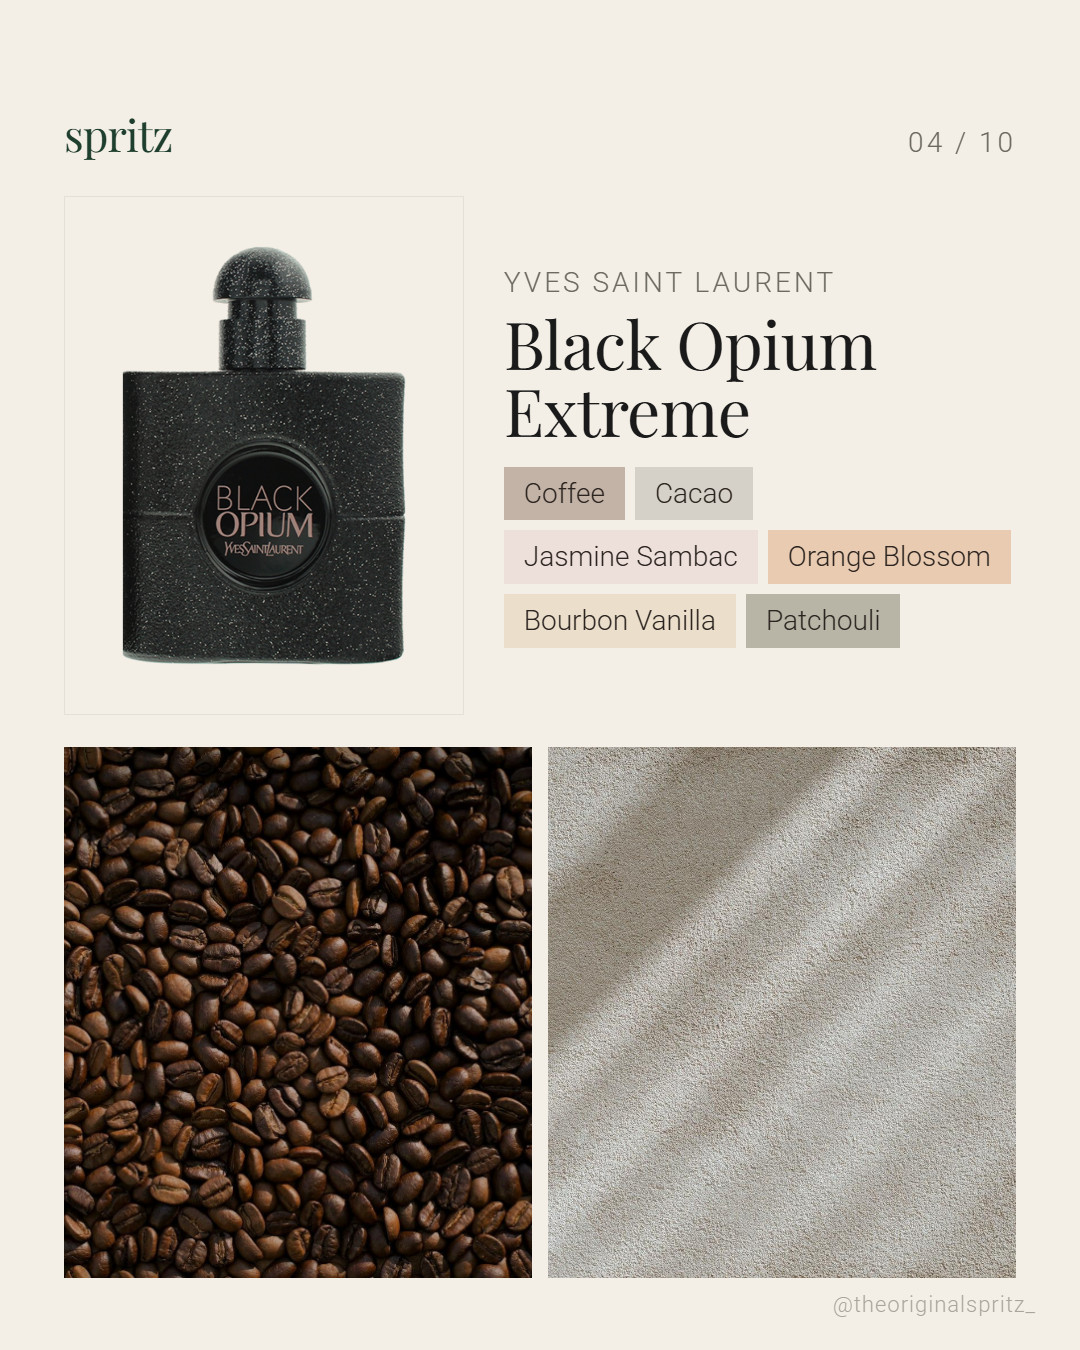 spritz
04 / 10
YVES SAINT LAURENT
Black Opium
Extreme
Coffee
Cacao
Jasmine Sambac
Orange Blossom
Bourbon Vanilla
Patchouli
BLACK
OPIUM
YVESSAINTLAURENT
@theoriginalspritz_